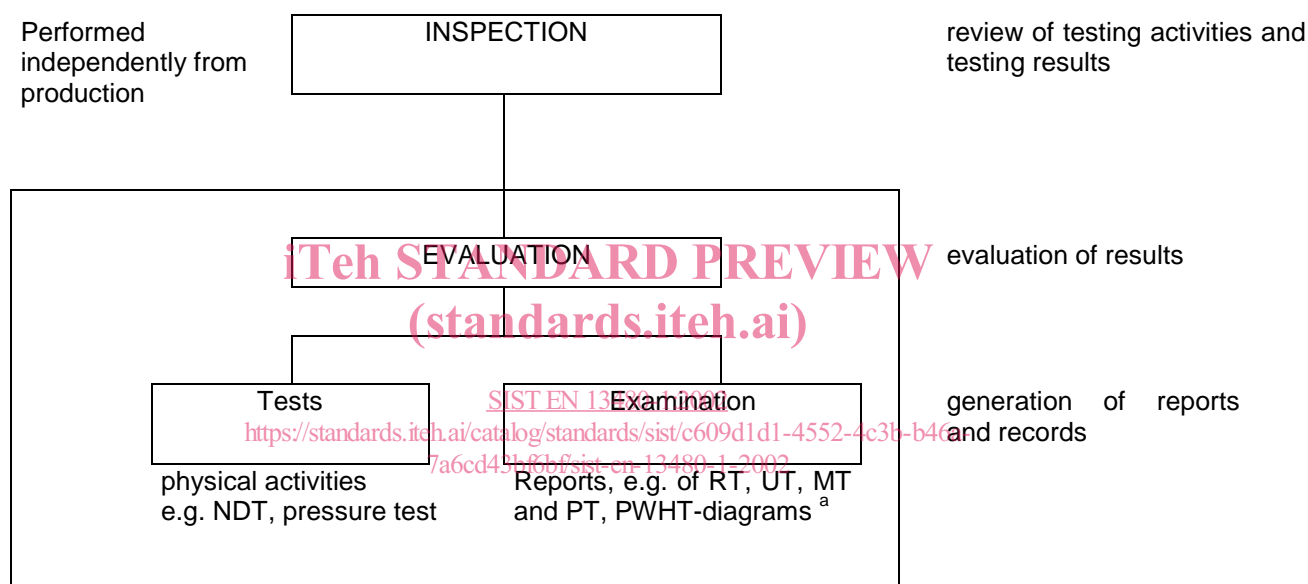 Performed
independently from
production
INSPECTION
review of testing activities and
testing results
EVALUATION
evaluation of results
iTeh STANDARD PREVIEW
(standards.iteh.ai)
Tests
Examination
generation of reports
and records
SIST EN 13480-1:2002
https://standards.iteh.ai/catalog/standards/sist/c609d1d1-4552-4c3b-b46a-
7a6cd43bf6bf/sist-en-13480-1-2002
physical activities
e.g. NDT, pressure test
Reports, e.g. of RT, UT, MT
and PT, PWHT-diagrams a